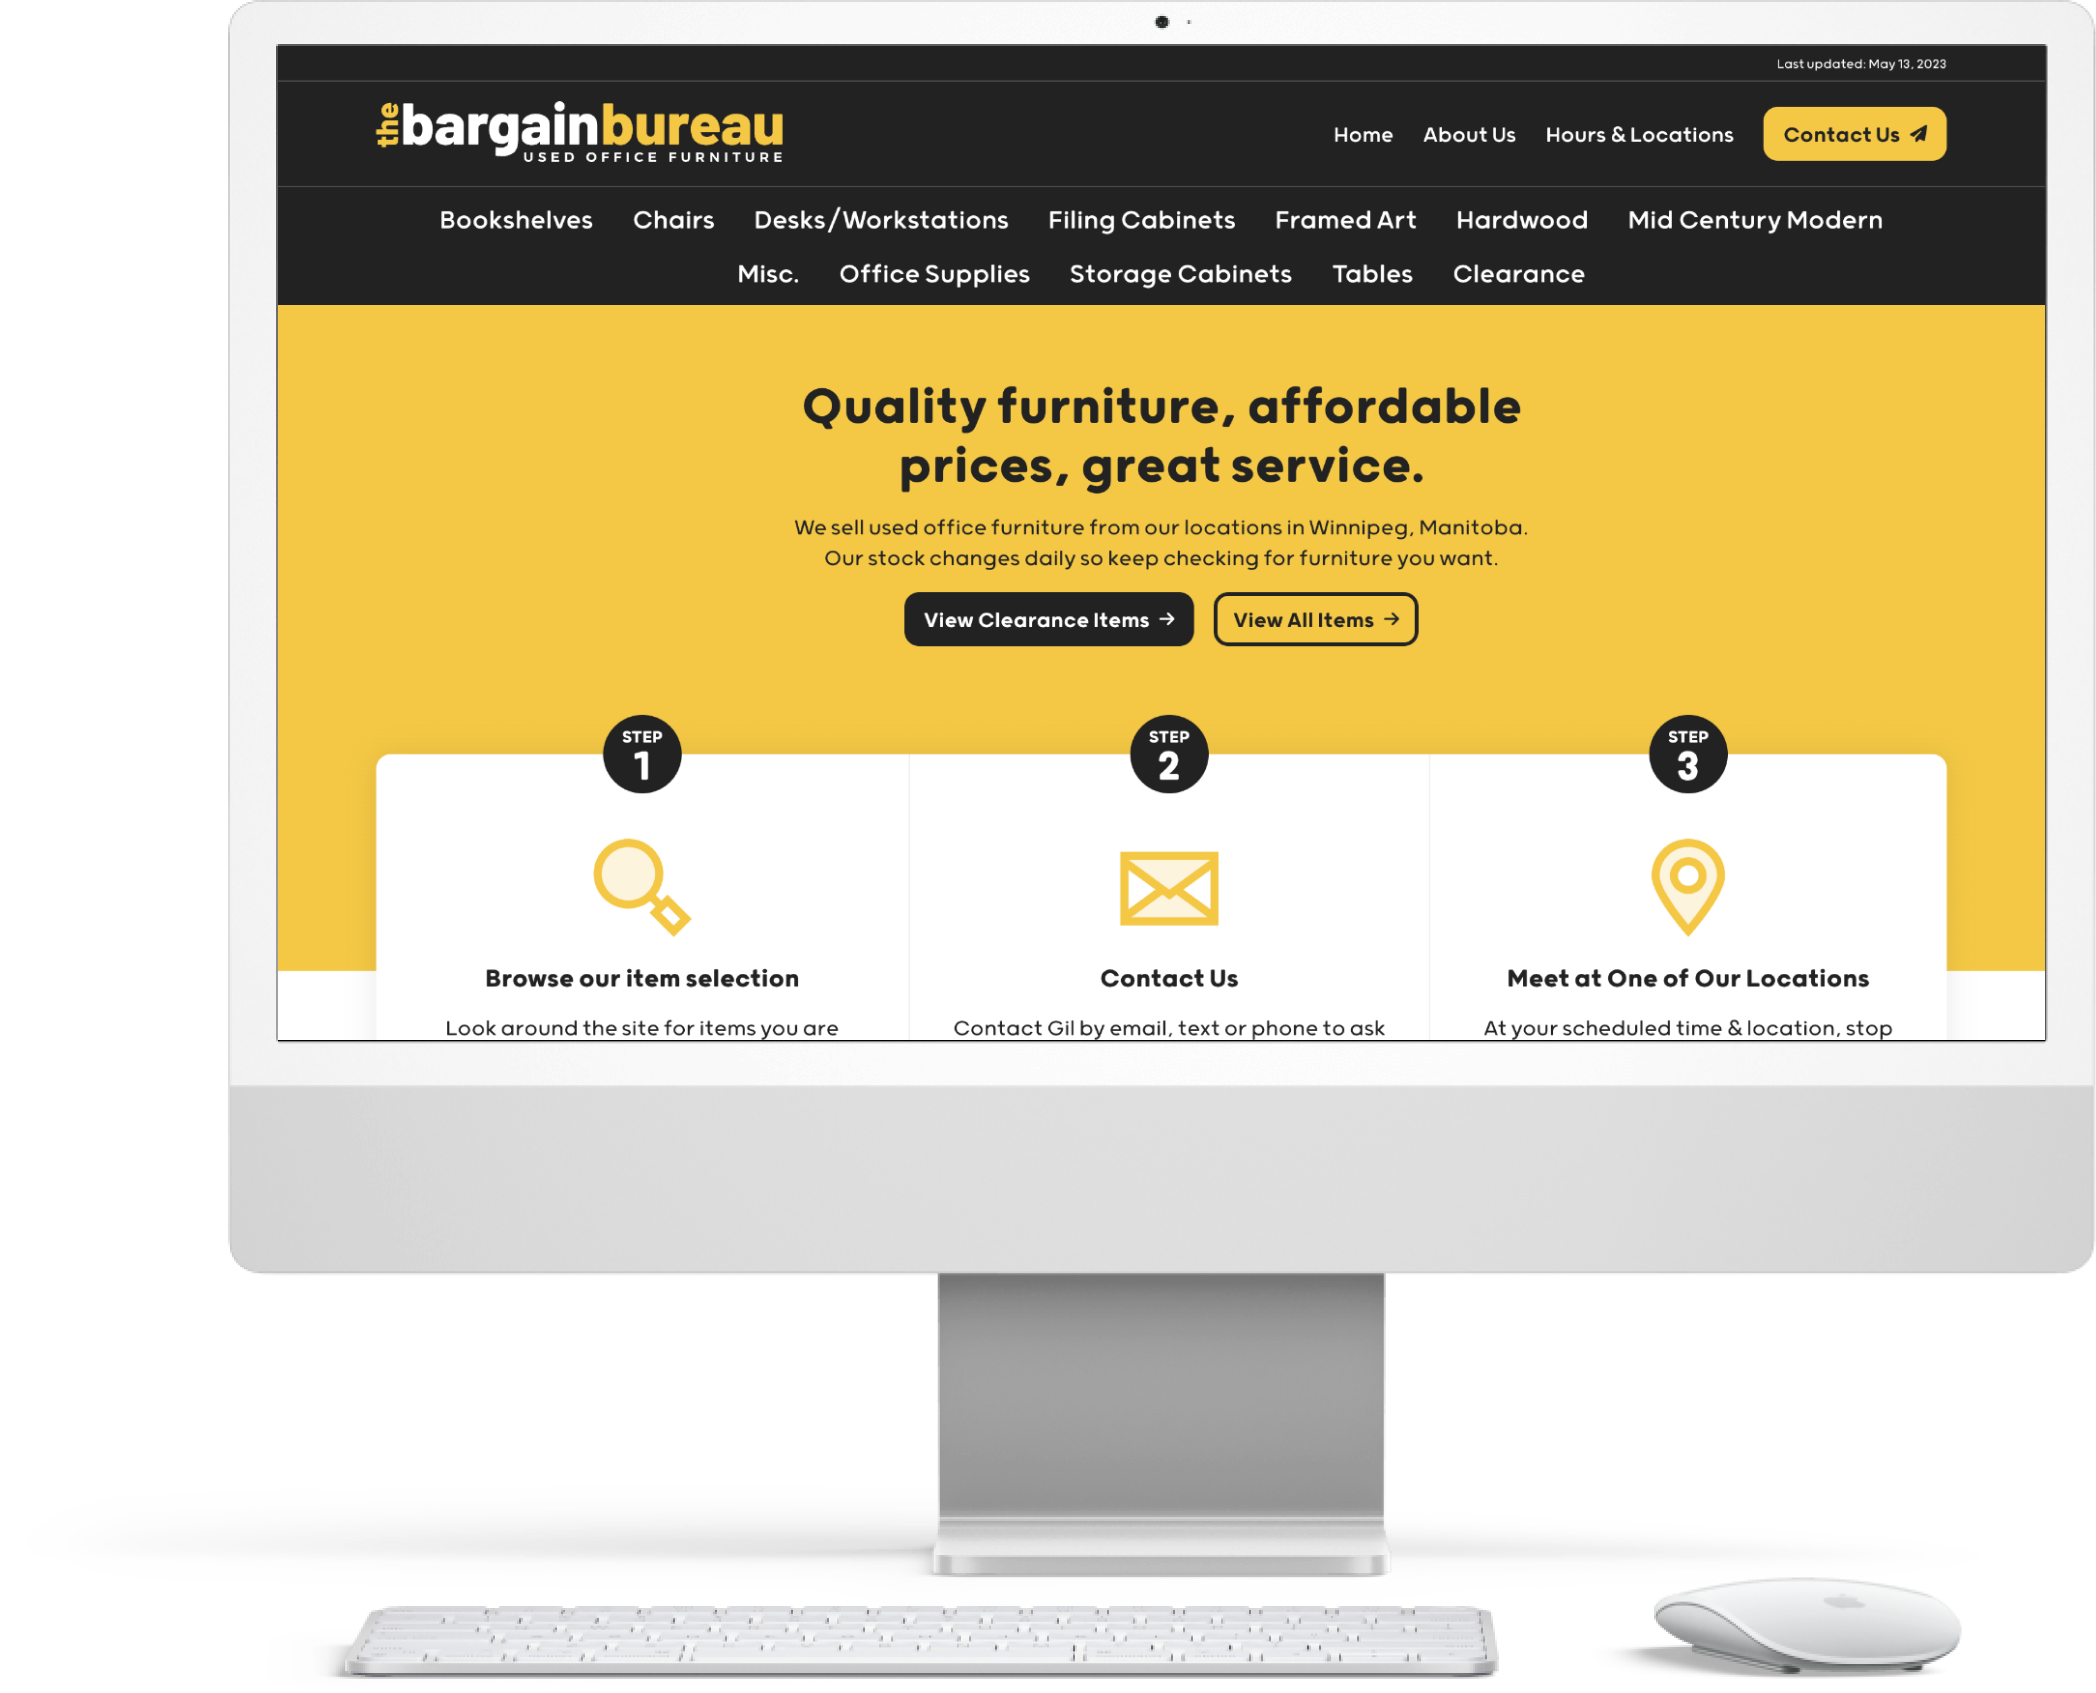 Last updated: May 13, 2023
the bargainbureau
USED OFFICE FURNITURE
Home About Us Hours & Locations Contact Us
Bookshelves Chairs Desks/Workstations Filing Cabinets Framed Art Hardwood Mid Century Modern
Misc. Office Supplies Storage Cabinets Tables Clearance
Quality furniture, affordable
prices, great service.
We sell used office furniture from our locations in Winnipeg, Manitoba.
Our stock changes daily so keep checking for furniture you want.
View Clearance Items → View All Items →
STEP
1
STEP
2
STEP
3
Browse our item selection
Look around the site for items you are
Contact Us
Contact Gil by email, text or phone to ask
Meet at One of Our Locations
At your scheduled time & location, stop